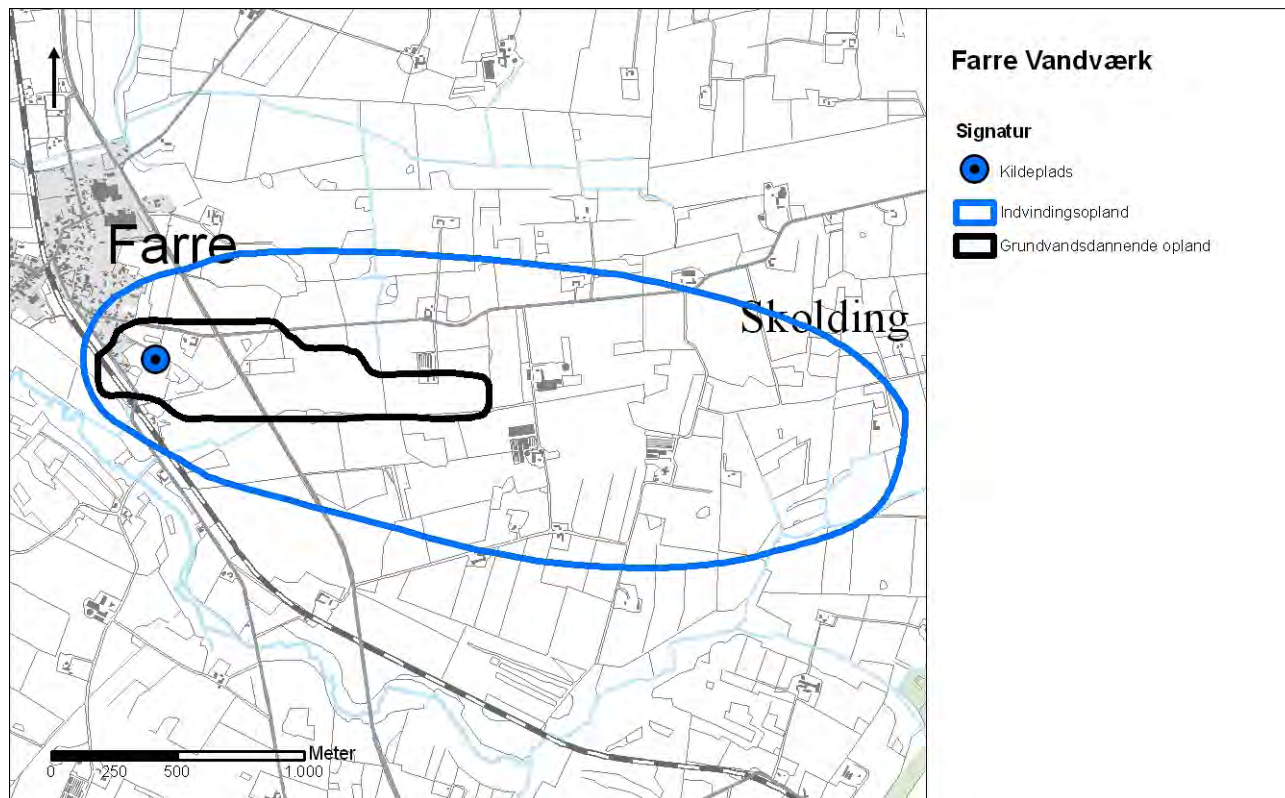 Farre Vandværk
Signatur
Kildeplads
Indvindingsopland
Grundvandsdannende opland
Farre
Skolding
Meter
0 250 500 1.000